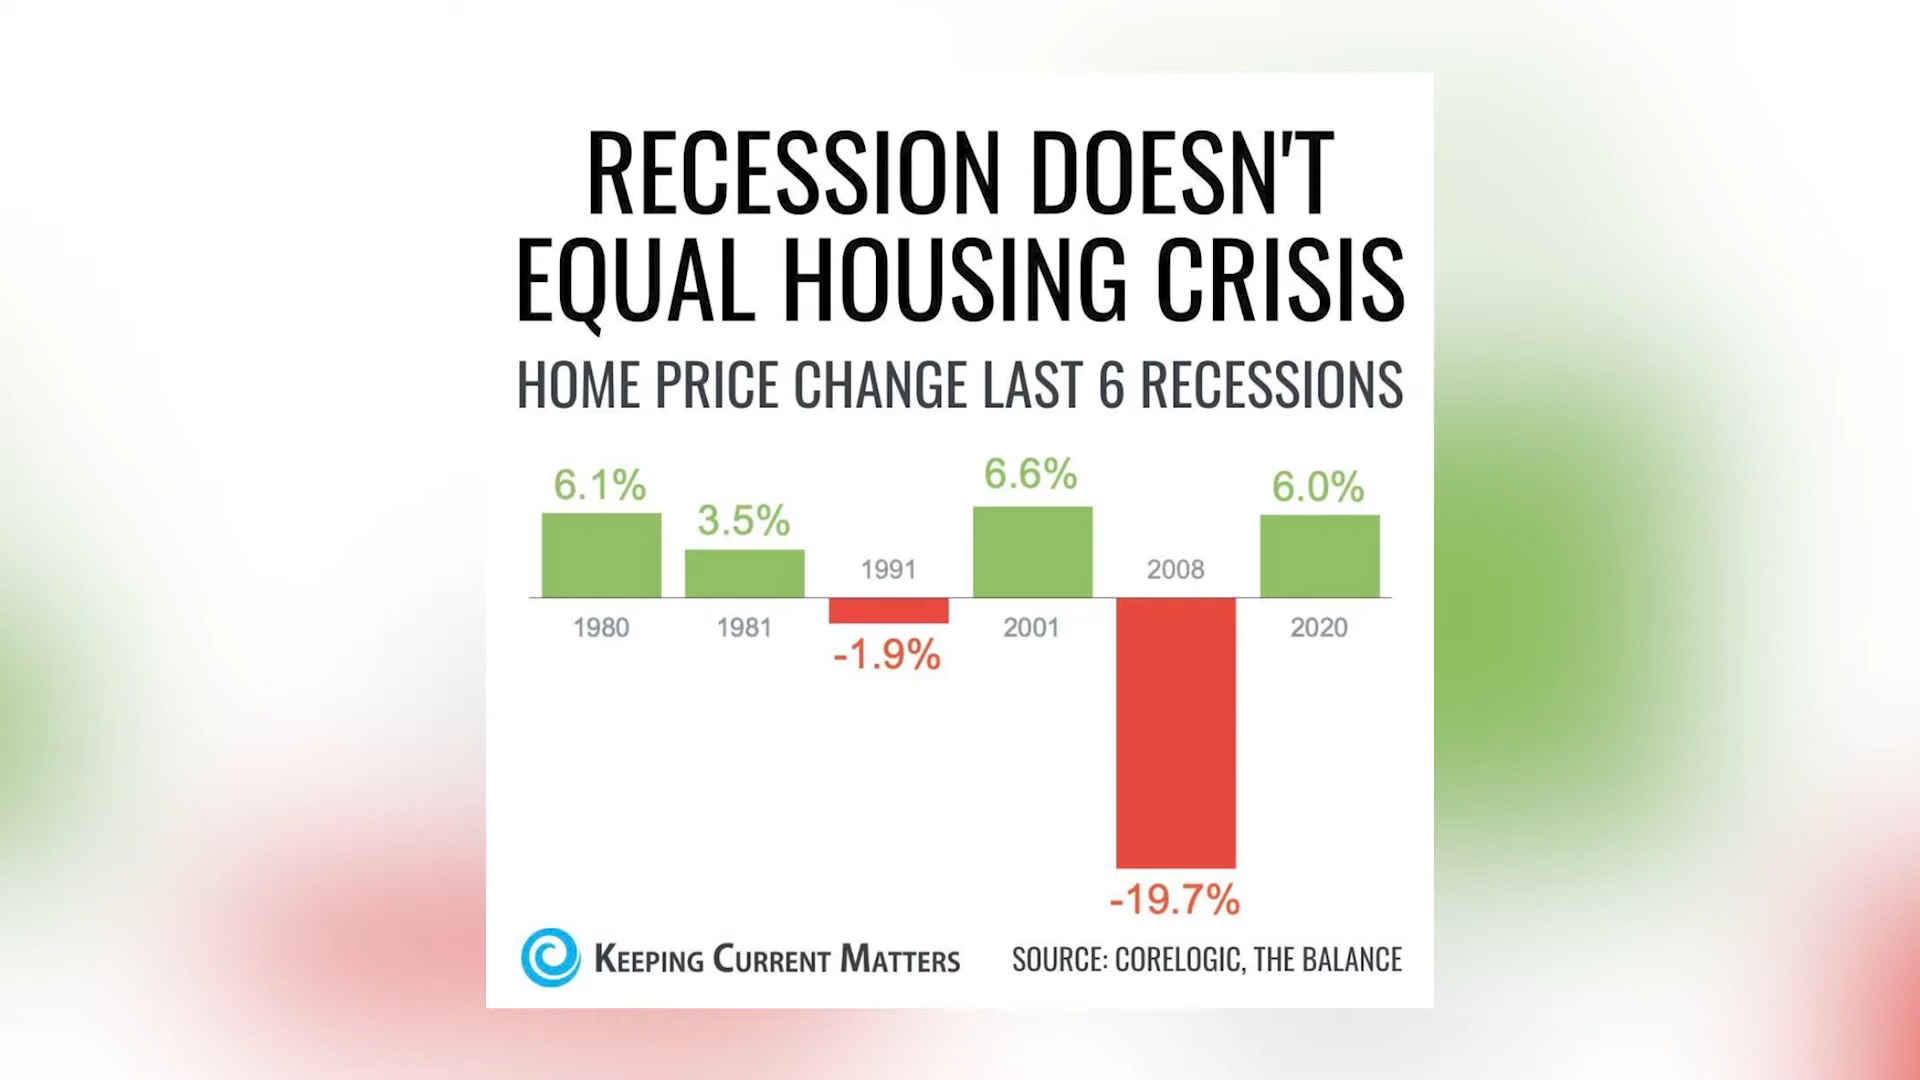 RECESSION DOESN'T
EQUAL HOUSING CRISIS
HOME PRICE CHANGE LAST 6 RECESSIONS
6.1%
3.5%
1991
6.6%
2008
6.0%
1980
1981
-1.9%
2001
-19.7%
2020
KEEPING CURRENT MATTERS
SOURCE: CORELOGIC, THE BALANCE